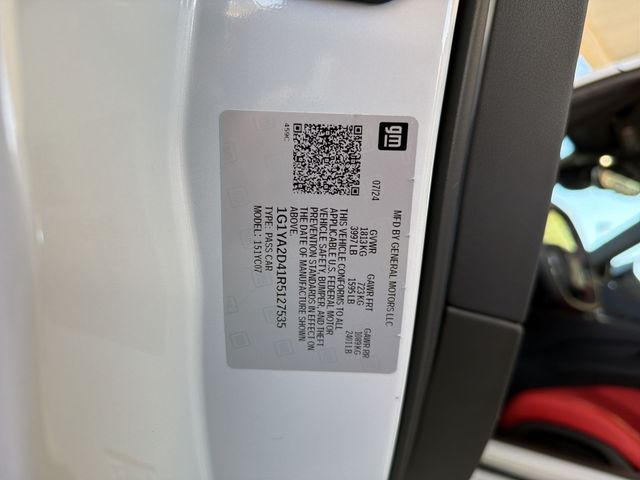 gm
07/24
MFD BY GENERAL MOTORS LLC
GVWR GAWR FRT GAWR RR
1813KG 723KG 1089KG
3997LB 1595LB 2401LB
THIS VEHICLE CONFORMS TO ALL
APPLICABLE U.S. FEDERAL MOTOR
VEHICLE SAFETY, BUMPER, AND THEFT
PREVENTION STANDARDS IN EFFECT ON
THE DATE OF MANUFACTURE SHOWN
ABOVE
1G1YA2D41R5127535
TYPE: PASS CAR
MODEL: 1S1YC07
459C